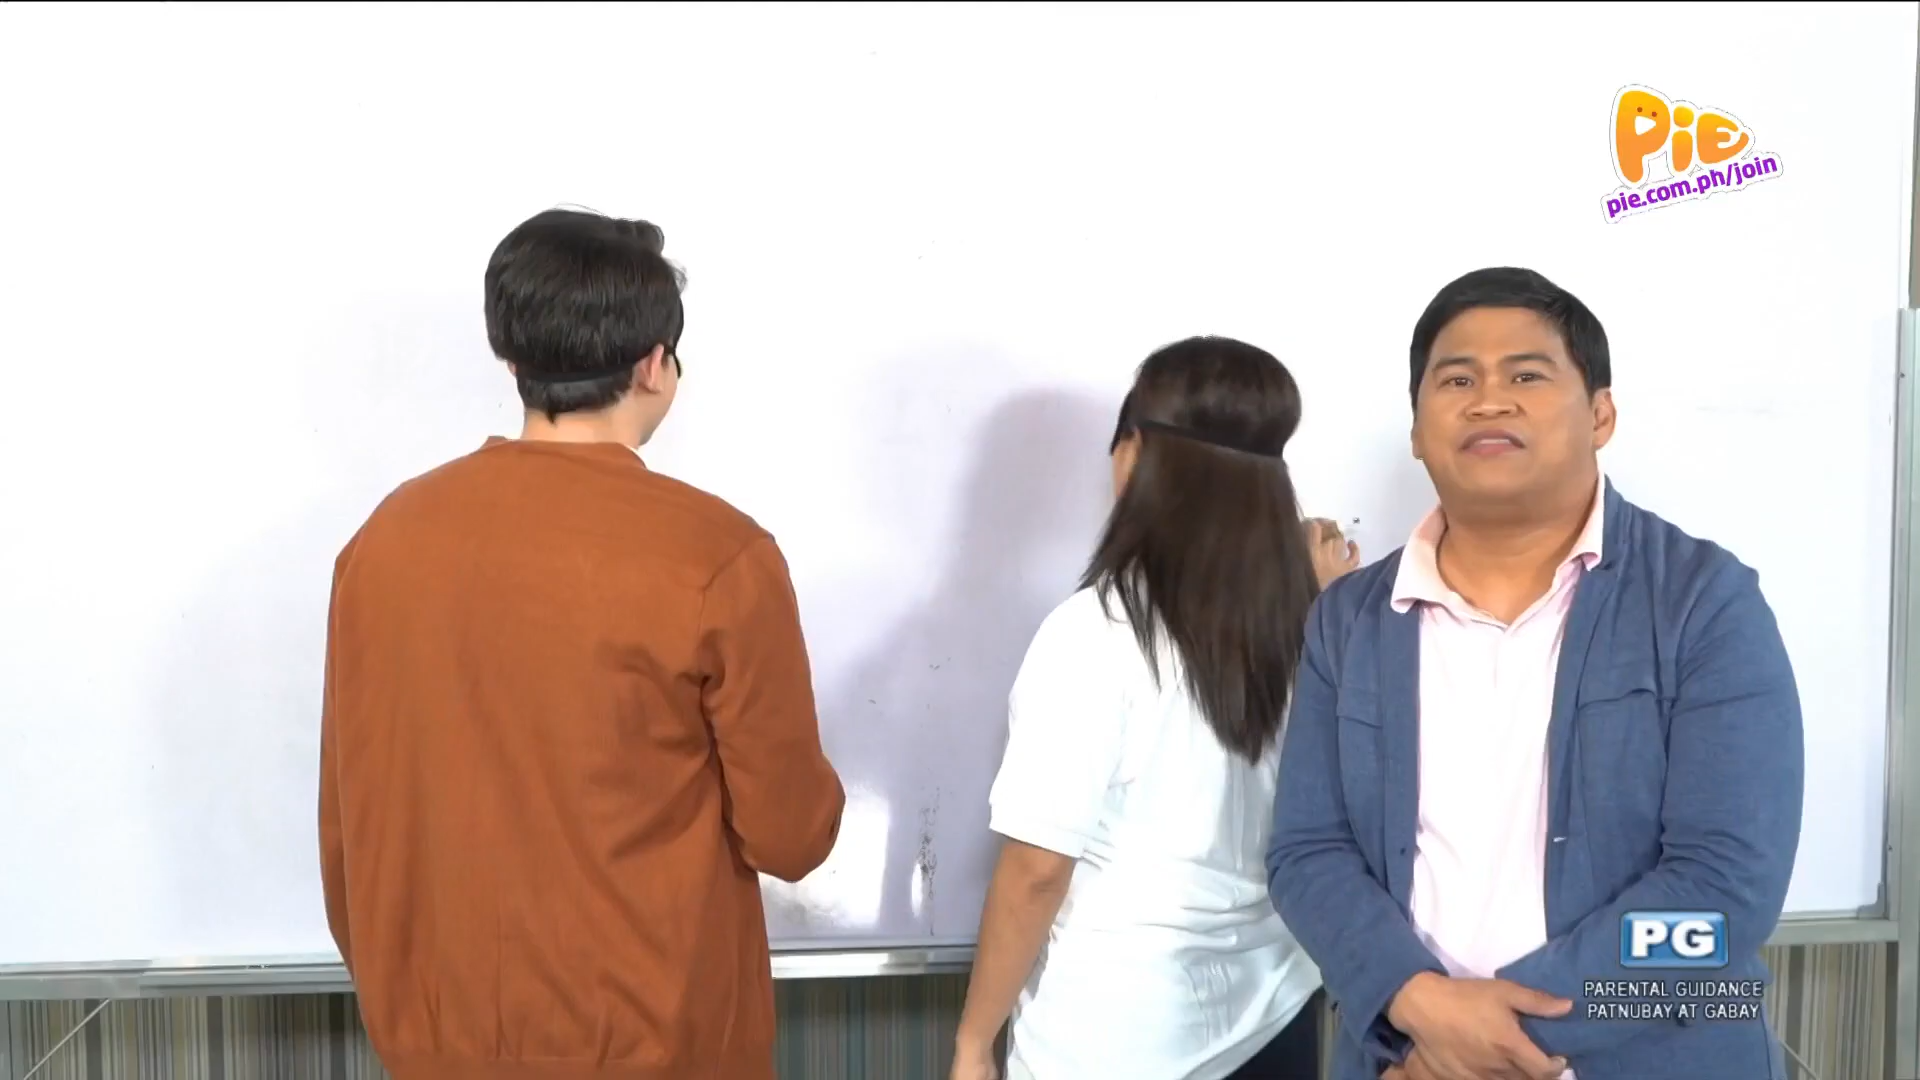 PiE
pie.com.ph/join
PG
PARENTAL GUIDANCE
PATNUBAY AT GABAY